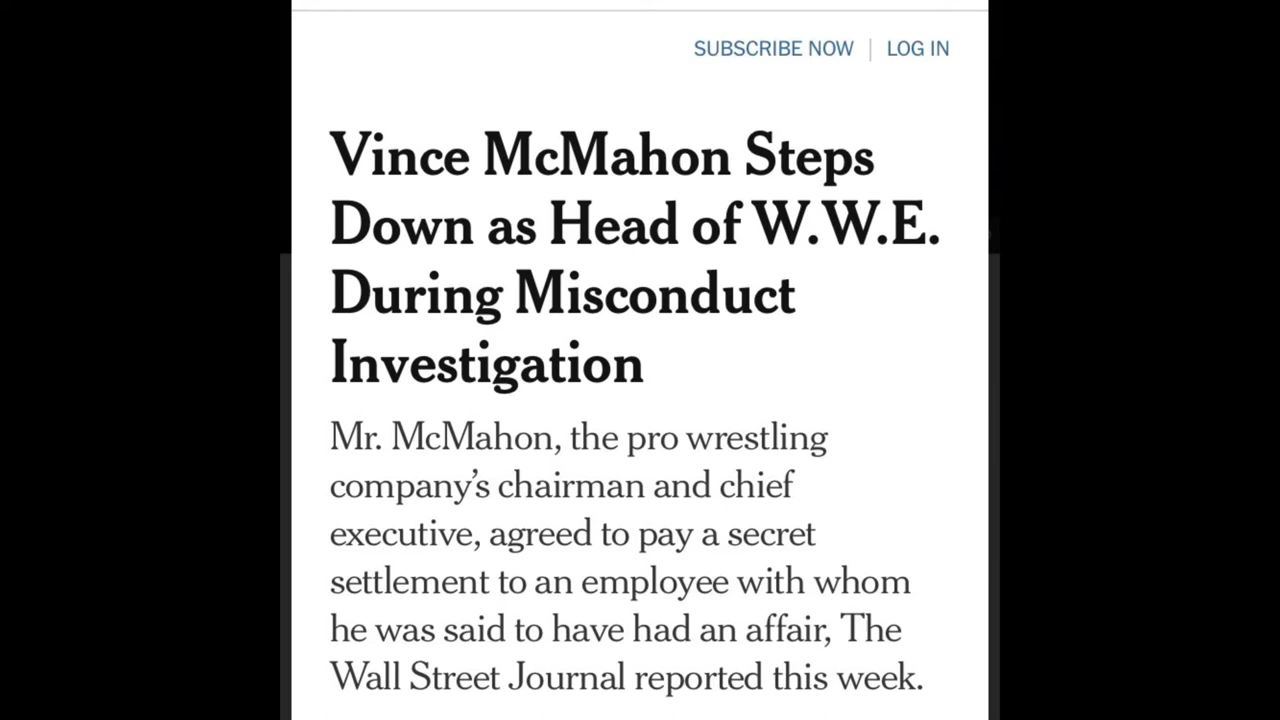 SUBSCRIBE NOW | LOG IN
Vince McMahon Steps
Down as Head of W.W.E.
During Misconduct
Investigation
Mr. McMahon, the pro wrestling
company’s chairman and chief
executive, agreed to pay a secret
settlement to an employee with whom
he was said to have had an affair, The
Wall Street Journal reported this week.